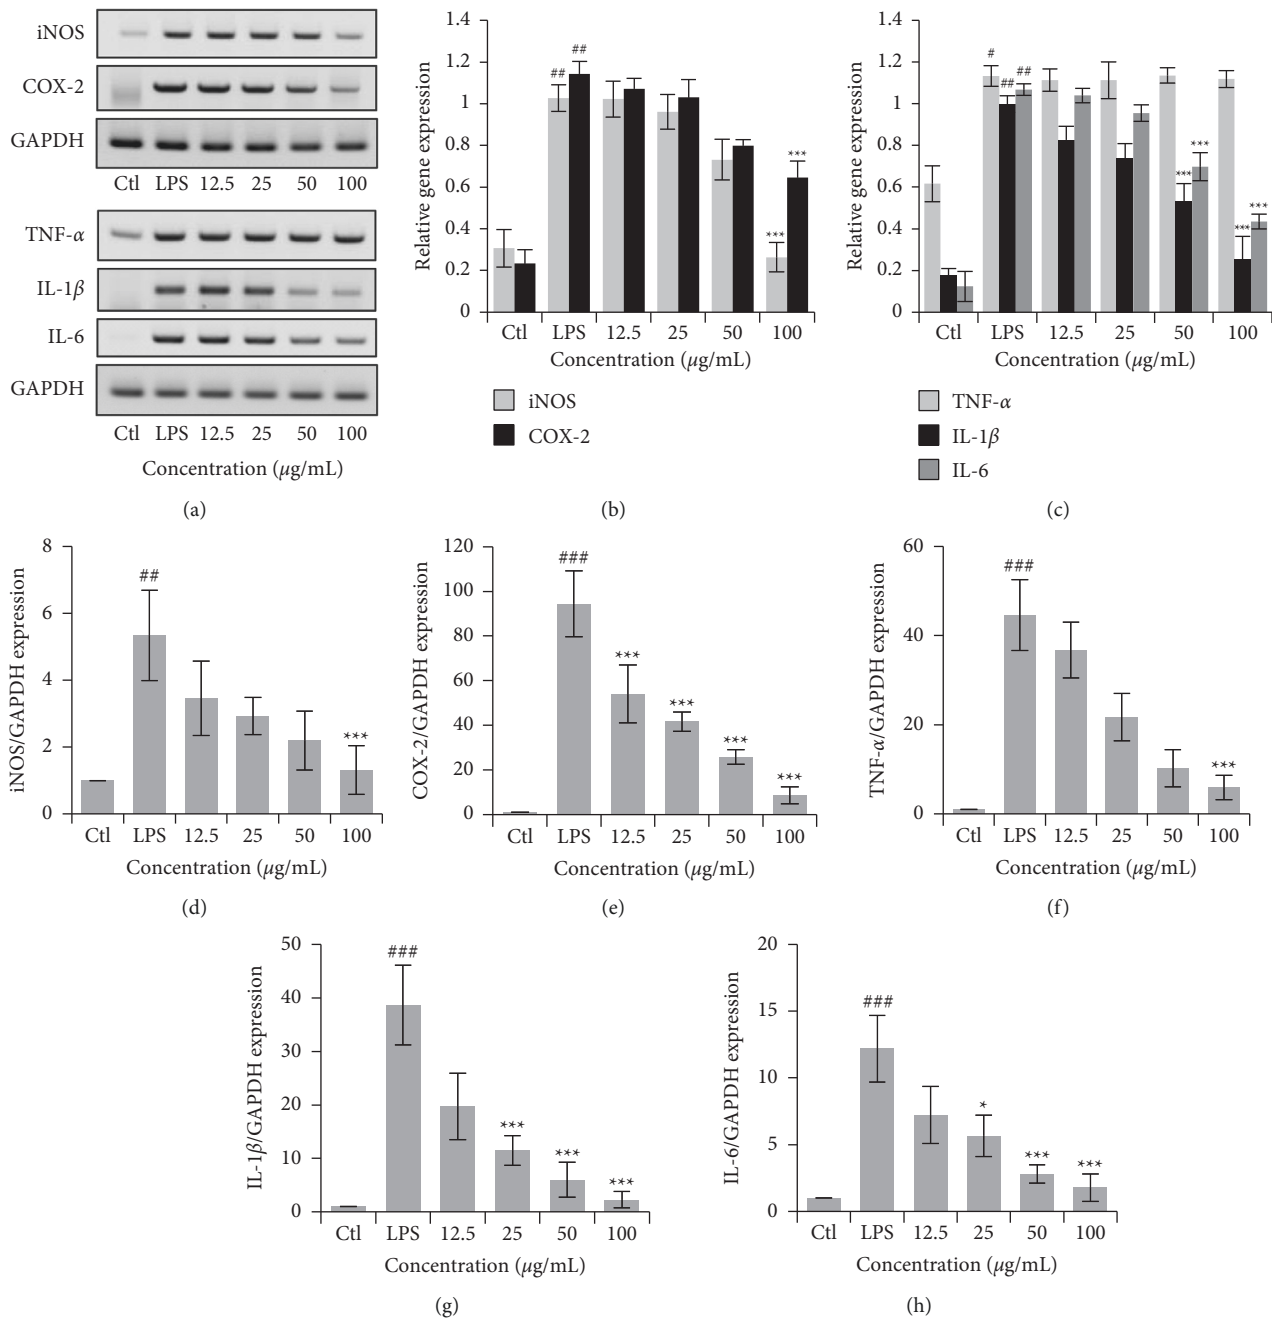 iNOS
COX-2
GAPDH
Ctl LPS 12.5 25 50 100
TNF-α
IL-1β
IL-6
GAPDH
Ctl LPS 12.5 25 50 100
Concentration (μg/mL)
(a)
Relative gene expression
1.4
1.2
1
0.8
0.6
0.4
0.2
0
## ##
***
***
Ctl LPS 12.5 25 50 100
Concentration (μg/mL)
iNOS
COX-2
(b)
Relative gene expression
1.4
1.2
1
0.8
0.6
0.4
0.2
0
# ## ##
*** ***
*** ***
Ctl LPS 12.5 25 50 100
Concentration (μg/mL)
TNF-α
IL-1β
IL-6
(c)
iNOS/GAPDH expression
8
6
4
2
0
##
***
Ctl LPS 12.5 25 50 100
Concentration (μg/mL)
(d)
COX-2/GAPDH expression
120
100
80
60
40
20
0
###
*** *** *** ***
Ctl LPS 12.5 25 50 100
Concentration (μg/mL)
(e)
TNF-α/GAPDH expression
60
40
20
0
###
***
Ctl LPS 12.5 25 50 100
Concentration (μg/mL)
(f)
IL-1β/GAPDH expression
50
40
30
20
10
0
###
*** *** ***
Ctl LPS 12.5 25 50 100
Concentration (μg/mL)
(g)
IL-6/GAPDH expression
20
15
10
5
0
###
* *** ***
Ctl LPS 12.5 25 50 100
Concentration (μg/mL)
(h)